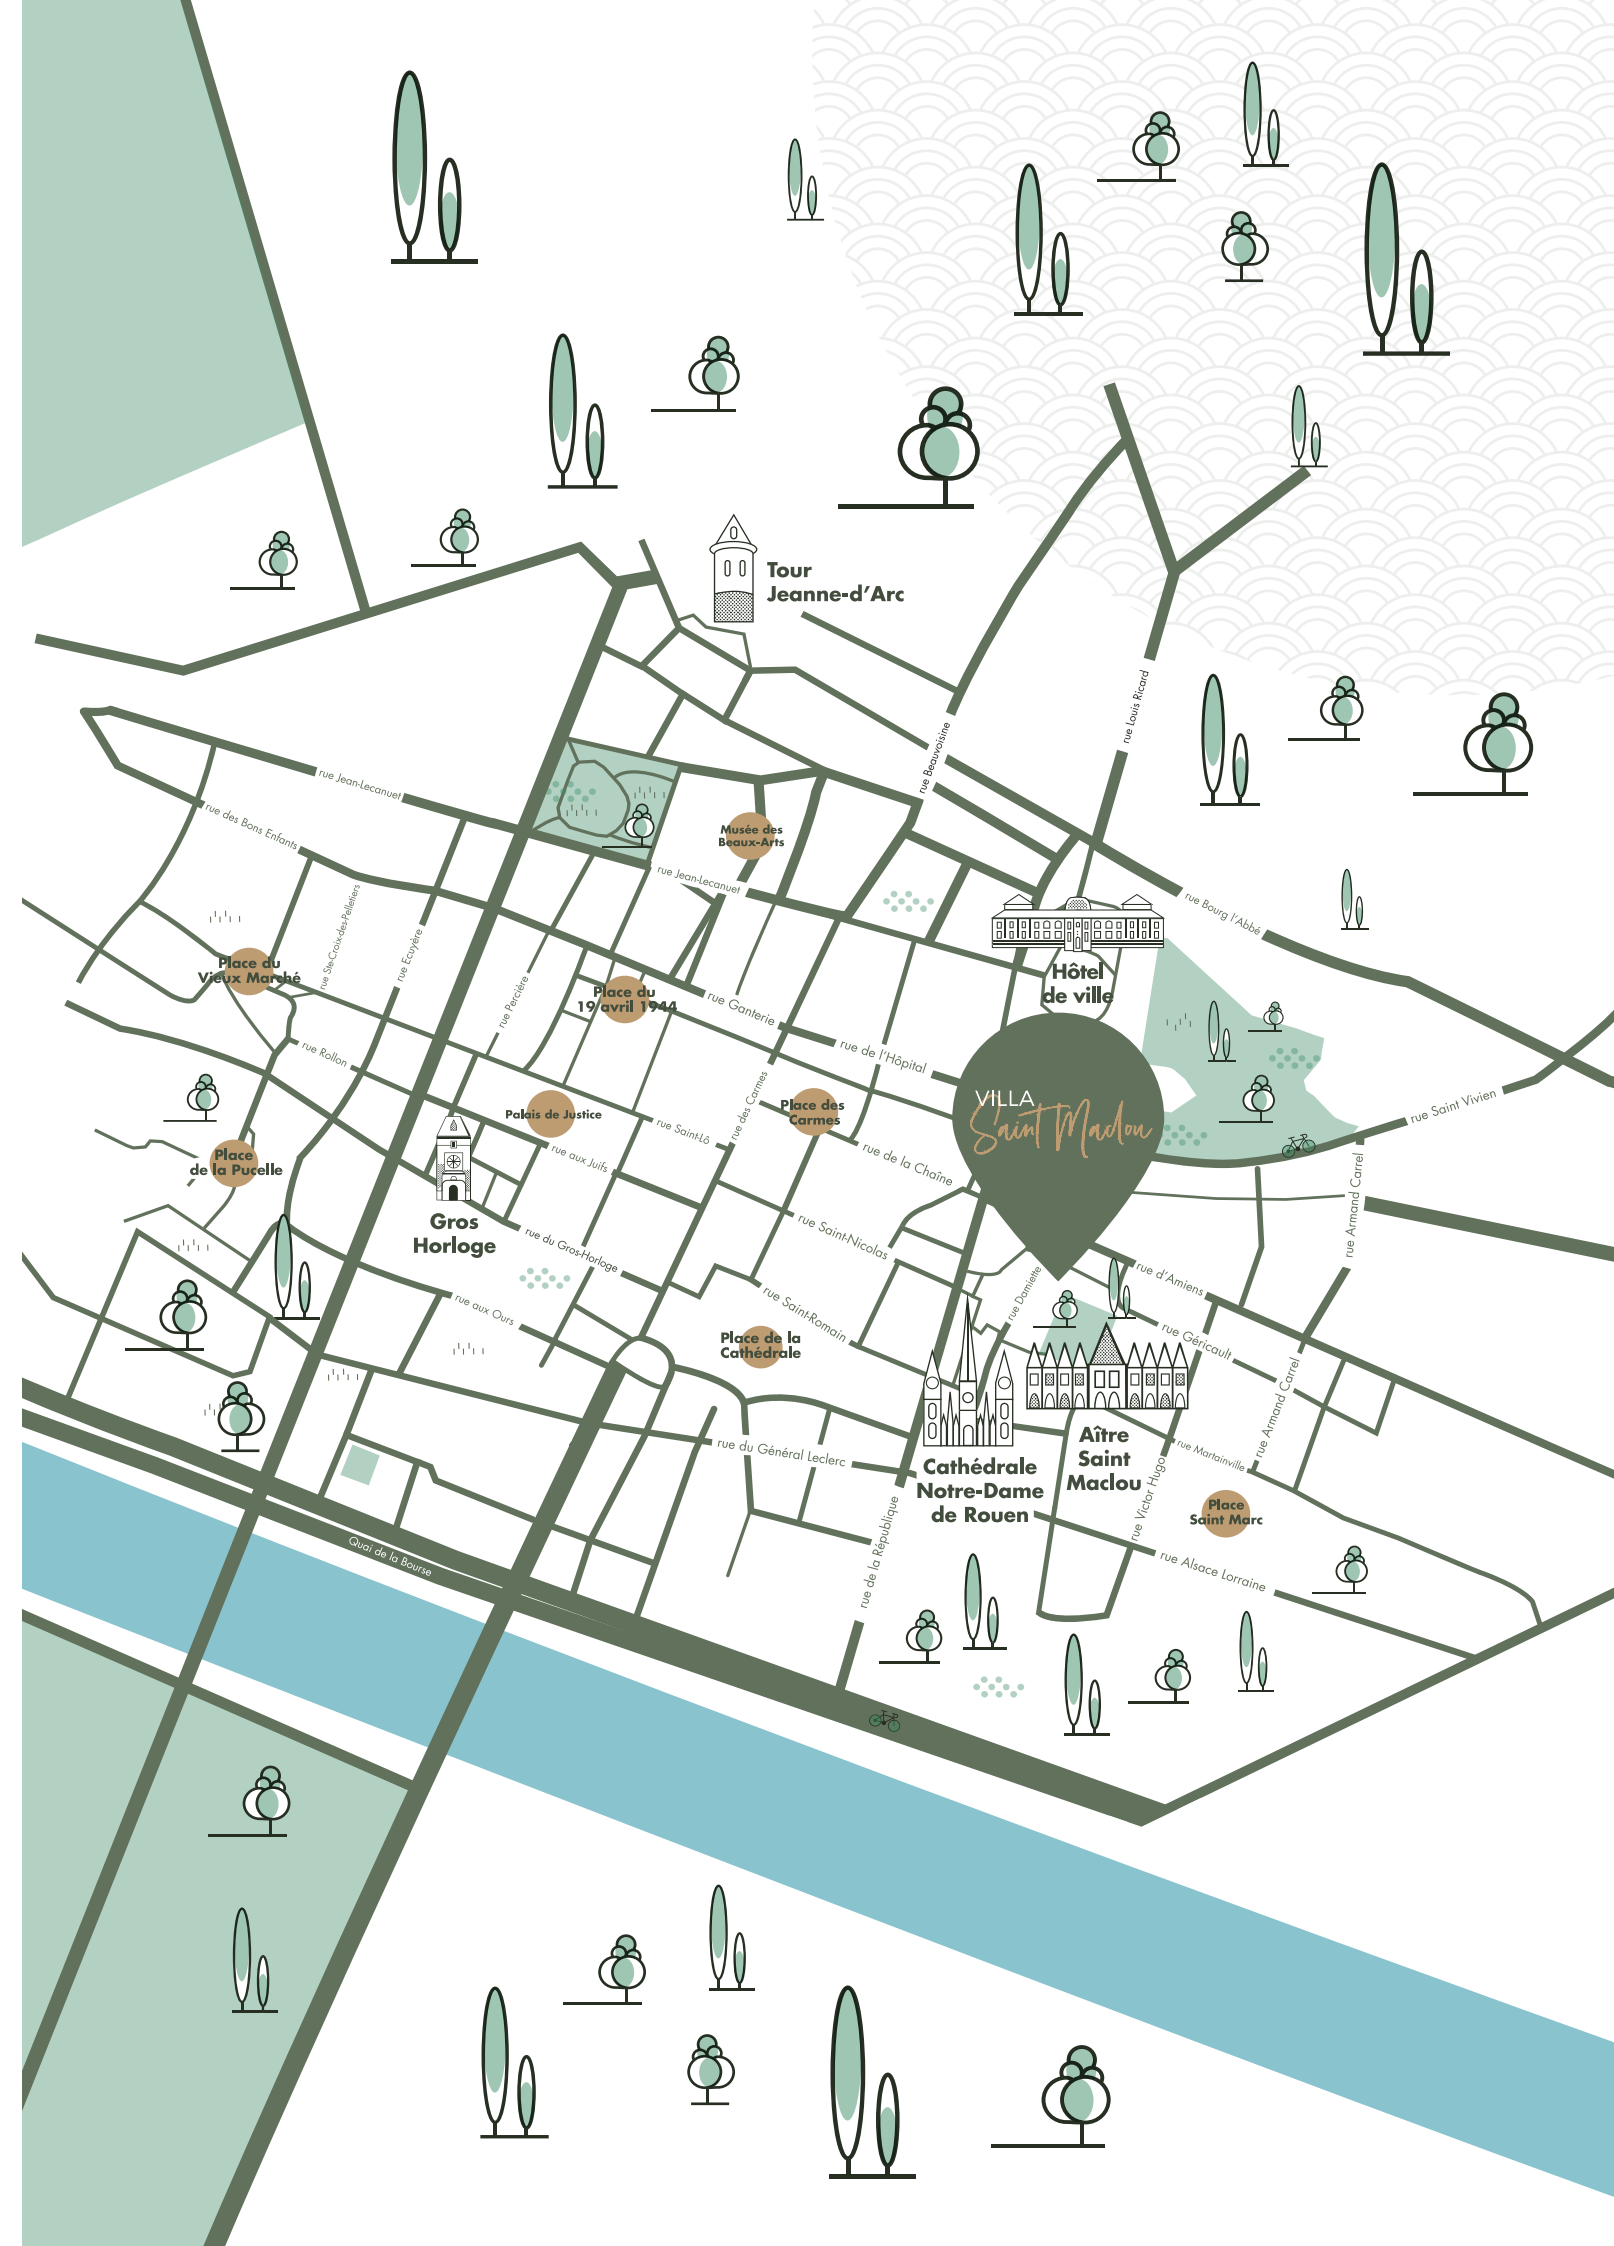 Tour
Jeanne-d'Arc
rue Louis Ricard
rue Beauvoisine
rue Jean-Lecanuet
rue des Bons Enfants
Musée des
Beaux-Arts
rue Jean-Lecanuet
rue Ste-Croix-des-Pelletiers
rue Ecuyère
rue Bourg l'Abbé
Place du
Vieux Marché
Hôtel
de ville
rue Percière
Place du
19 avril 1944
rue Ganterie
rue de l'Hôpital
rue Rollon
rue des Carmes
Palais de Justice
rue Saint-Lô
Place des
Carmes
VILLA
Saint Maclou
rue Saint Vivien
rue aux Juifs
rue de la Chaîne
Place
de la Pucelle
rue Armand Carrel
Gros
Horloge
rue du Gros-Horloge
rue Saint-Nicolas
rue d'Amiens
rue Damiette
rue aux Ours
rue Saint-Romain
rue Géricault
Place de la
Cathédrale
rue Armand Carrel
rue du Général Leclerc
Aître
Saint
Maclou
rue Martainville
Cathédrale
Notre-Dame
de Rouen
rue Victor Hugo
Place
Saint Marc
rue de la République
rue Alsace Lorraine
Quai de la Bourse